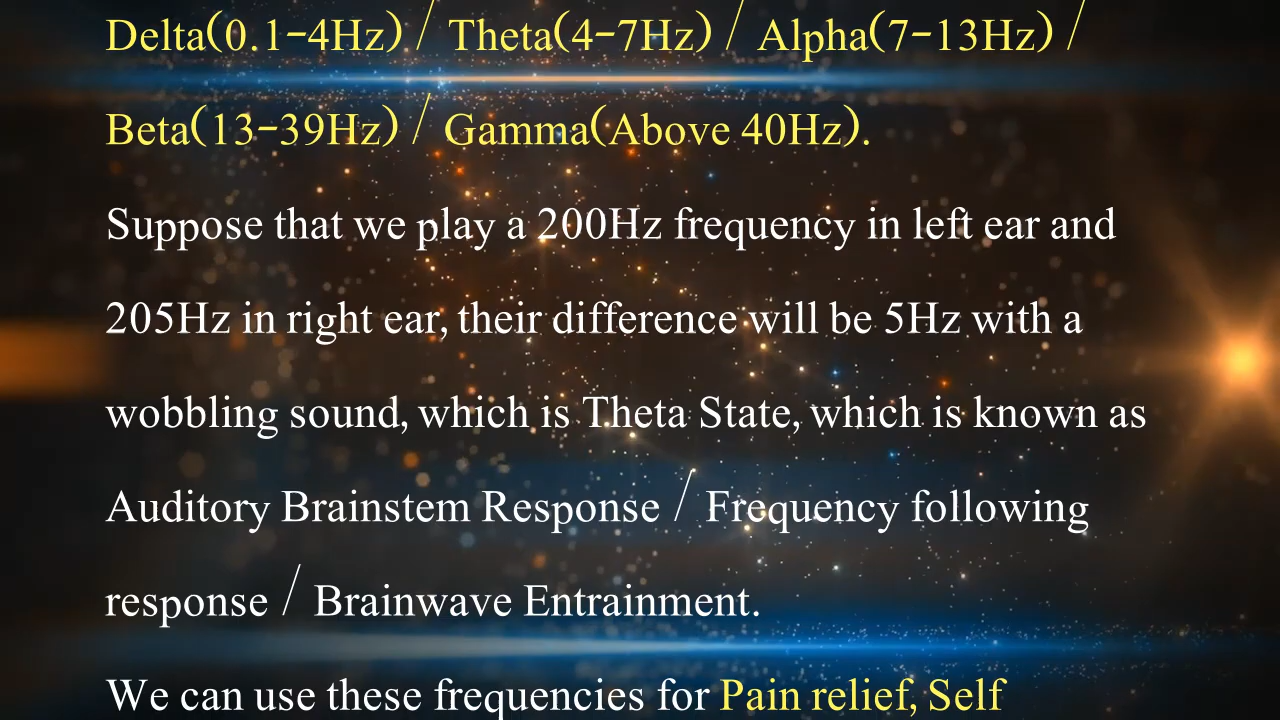 Delta(0.1-4Hz) / Theta(4-7Hz) / Alpha(7-13Hz) /
Beta(13-39Hz) / Gamma(Above 40Hz).
Suppose that we play a 200Hz frequency in left ear and
205Hz in right ear, their difference will be 5Hz with a
wobbling sound, which is Theta State, which is known as
Auditory Brainstem Response / Frequency following
response / Brainwave Entrainment.
We can use these frequencies for Pain relief, Self